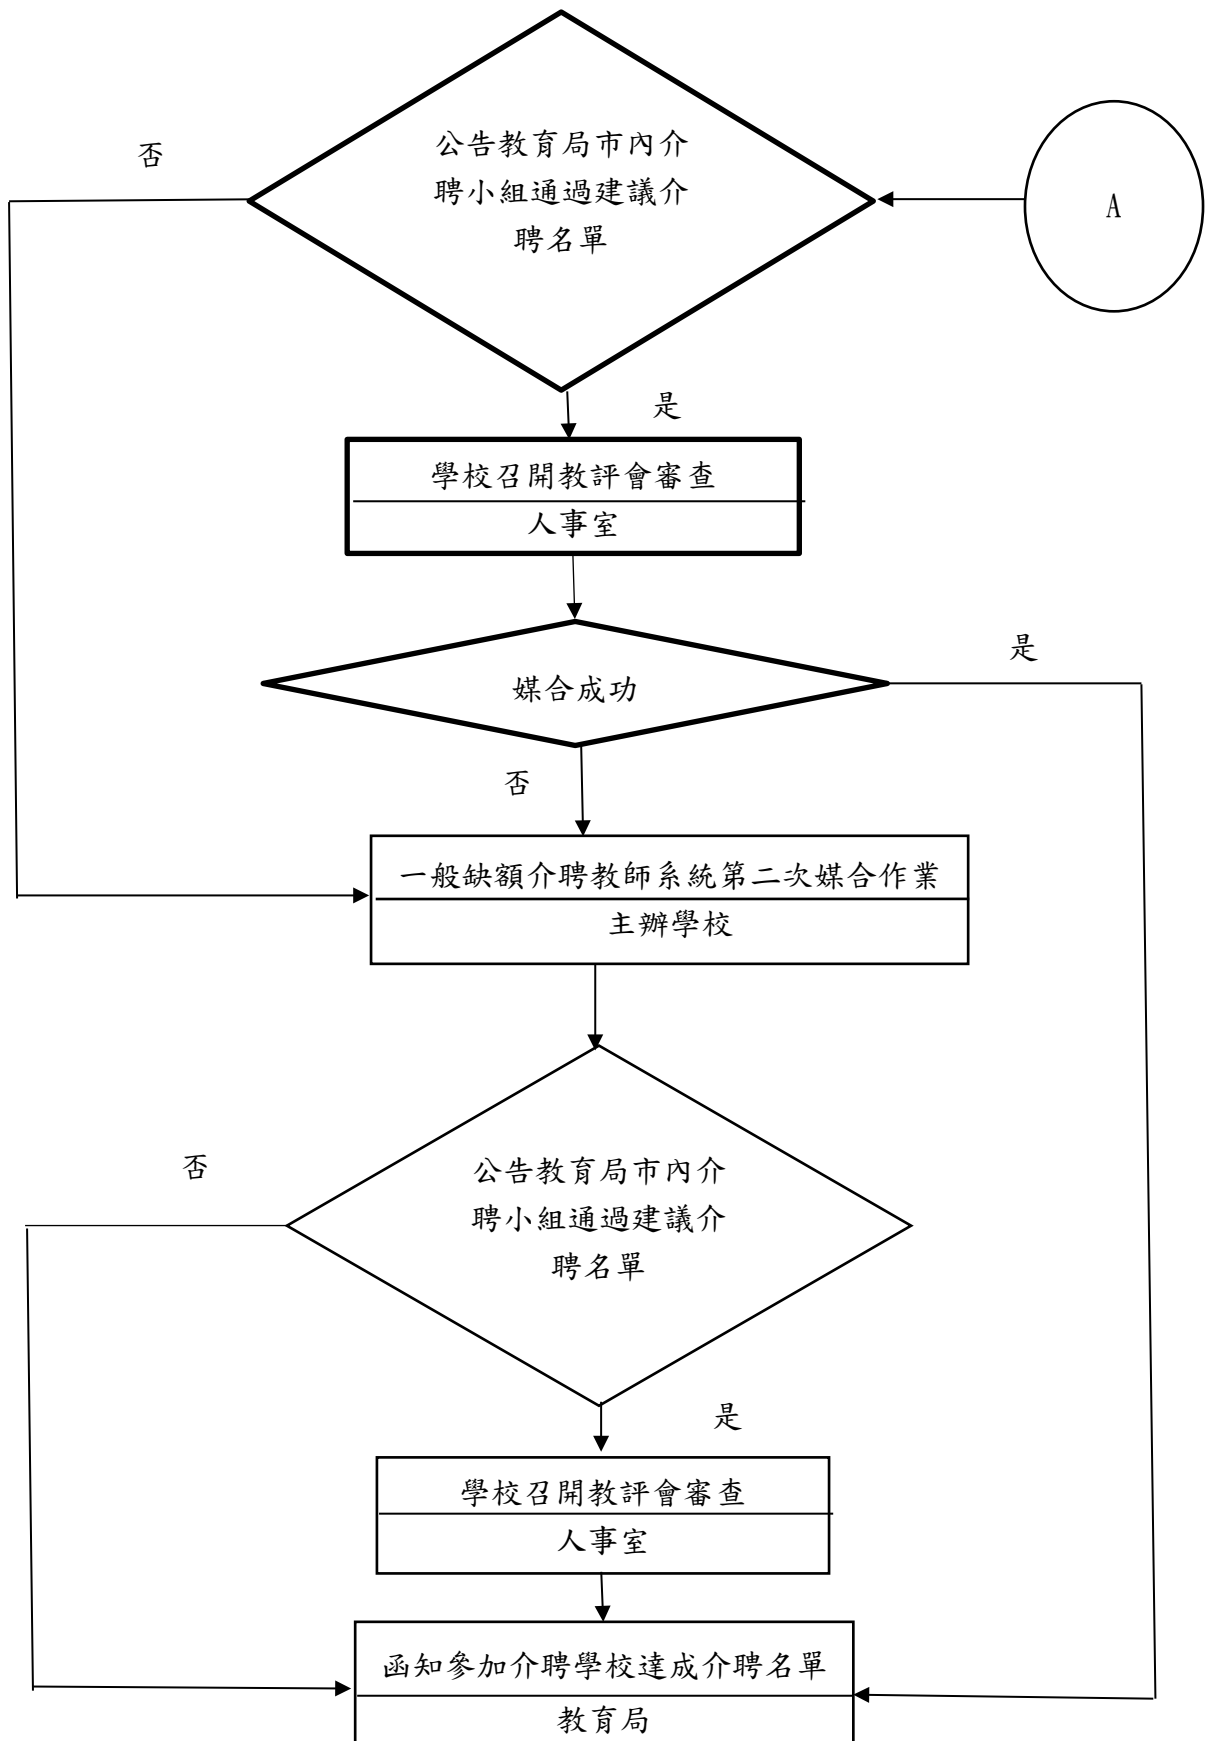 公告教育局市內介
聘小組通過建議介
聘名單
否
A
是
學校召開教評會審查
人事室
媒合成功
是
否
一般缺額介聘教師系統第二次媒合作業
主辦學校
公告教育局市內介
聘小組通過建議介
聘名單
否
是
學校召開教評會審查
人事室
函知參加介聘學校達成介聘名單
教育局